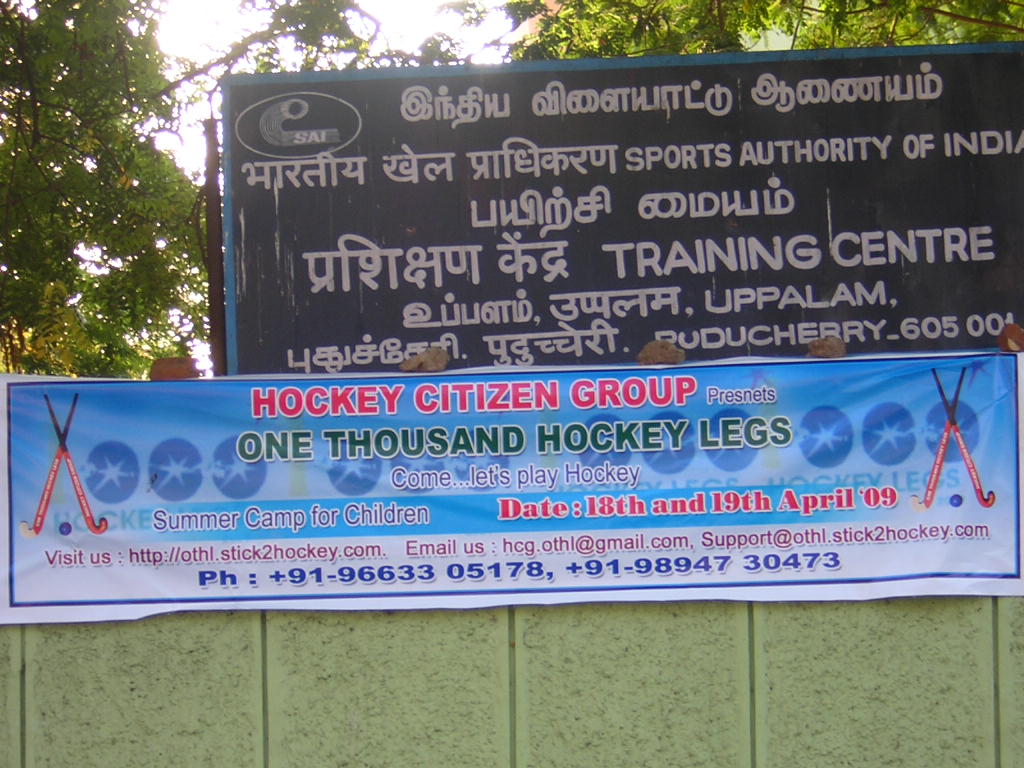 SAI
இந்திய விளையாட்டு ஆணையம்
भारतीय खेल प्राधिकरण SPORTS AUTHORITY OF INDIA
பயிற்சி மையம்
प्रशिक्षण केंद्र TRAINING CENTRE
உப்பளம், उप्पलम, UPPALAM,
புதுச்சேரி. पुदुच्चेरी. PUDUCHERRY-605 001
HOCKEY CITIZEN GROUP Presnets
ONE THOUSAND HOCKEY LEGS
Come...let's play Hockey
Summer Camp for Children Date : 18th and 19th April '09
Visit us : http://othl.stick2hockey.com. Email us : hcg.othl@gmail.com, Support@othl.stick2hockey.com
Ph : +91-96633 05178, +91-98947 30473